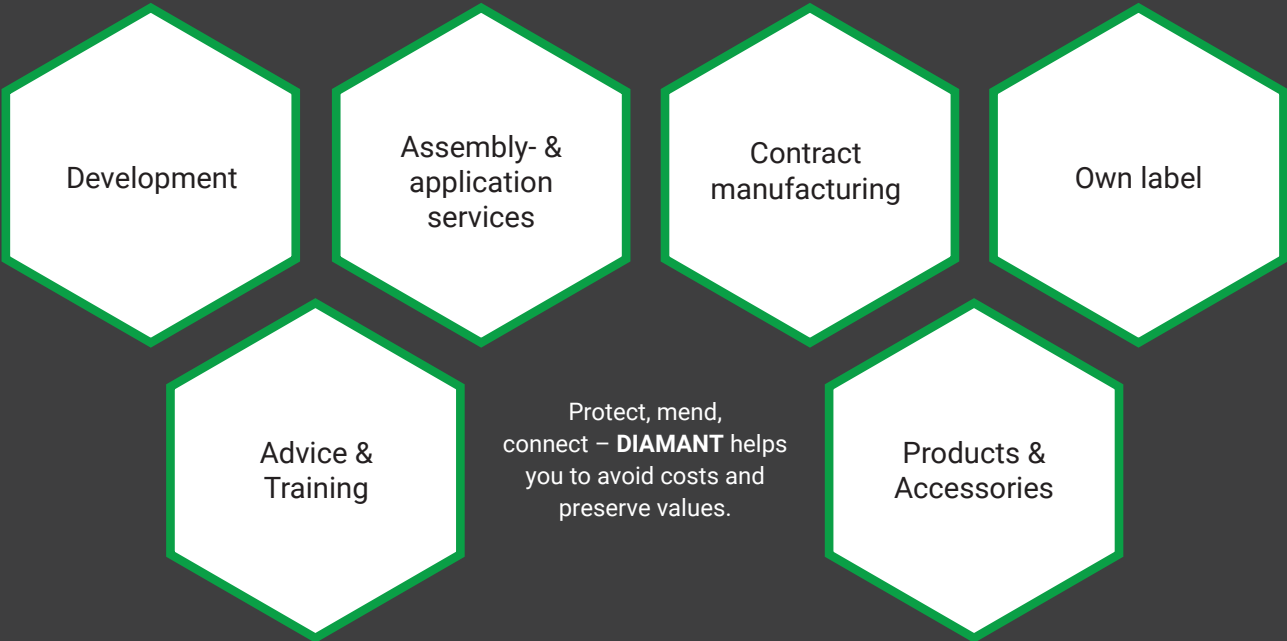 Development
Assembly- &
application
services
Contract
manufacturing
Own label
Advice &
Training
Protect, mend,
connect – DIAMANT helps
you to avoid costs and
preserve values.
Products &
Accessories